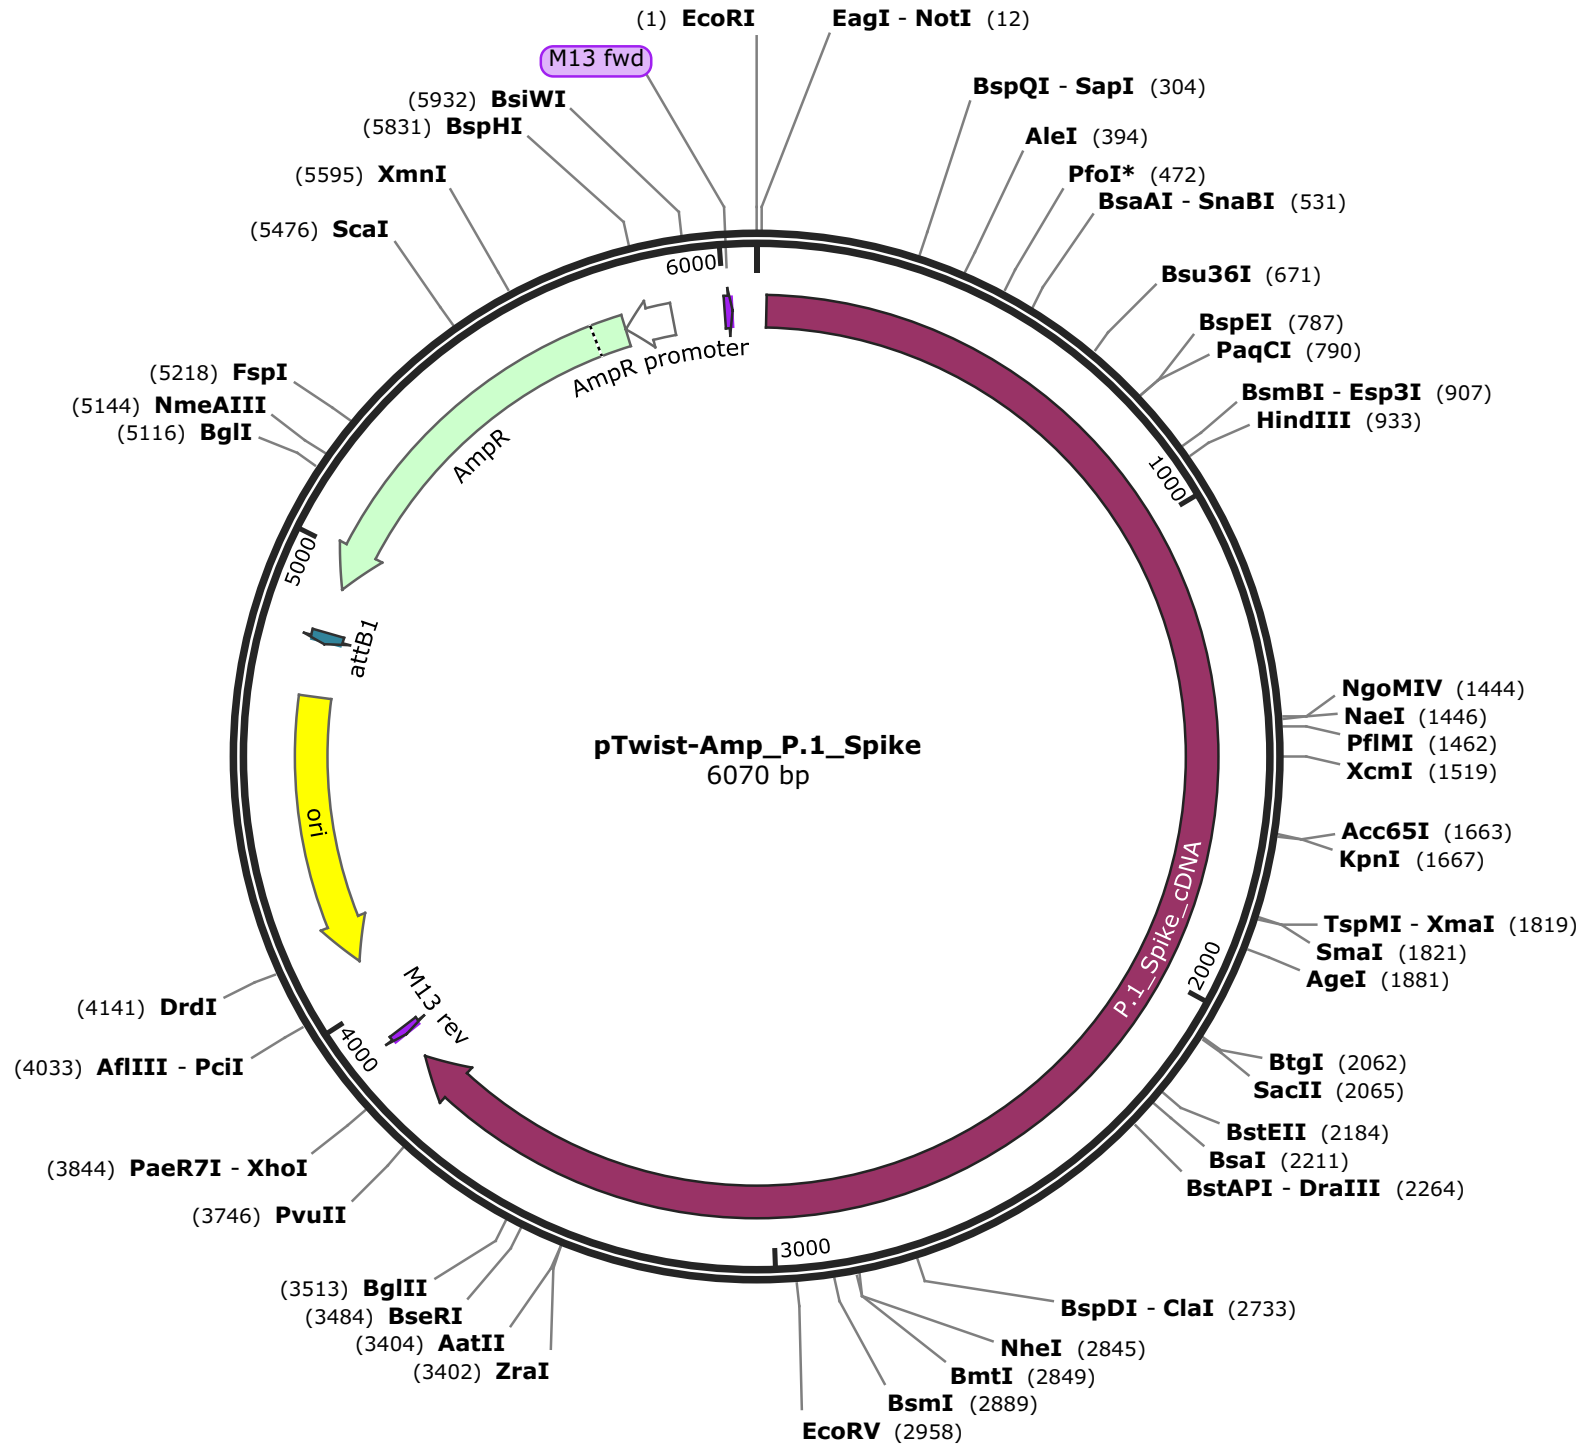 (1) EcoRI
EagI - NotI (12)
M13 fwd
(5932) BsiWI
(5831) BspHI
(5595) XmnI
(5476) ScaI
(5218) FspI
(5144) NmeAIII
(5116) BglI
BspQI - SapI (304)
AleI (394)
PfoI* (472)
BsaAI - SnaBI (531)
Bsu36I (671)
BspEI (787)
PaqCI (790)
BsmBI - Esp3I (907)
HindIII (933)
6000
1000
AmpR promoter
AmpR
5000
attB1
NgoMIV (1444)
NaeI (1446)
PflMI (1462)
XcmI (1519)
pTwist-Amp_P.1_Spike
6070 bp
ori
Acc65I (1663)
KpnI (1667)
P.1_Spike_cDNA
TspMI - XmaI (1819)
SmaI (1821)
AgeI (1881)
2000
M13 rev
4000
(4141) DrdI
(4033) AflIII - PciI
(3844) PaeR7I - XhoI
(3746) PvuII
BtgI (2062)
SacII (2065)
BstEII (2184)
BsaI (2211)
BstAPI - DraIII (2264)
3000
(3513) BglII
(3484) BseRI
(3404) AatII
(3402) ZraI
BspDI - ClaI (2733)
NheI (2845)
BmtI (2849)
BsmI (2889)
EcoRV (2958)